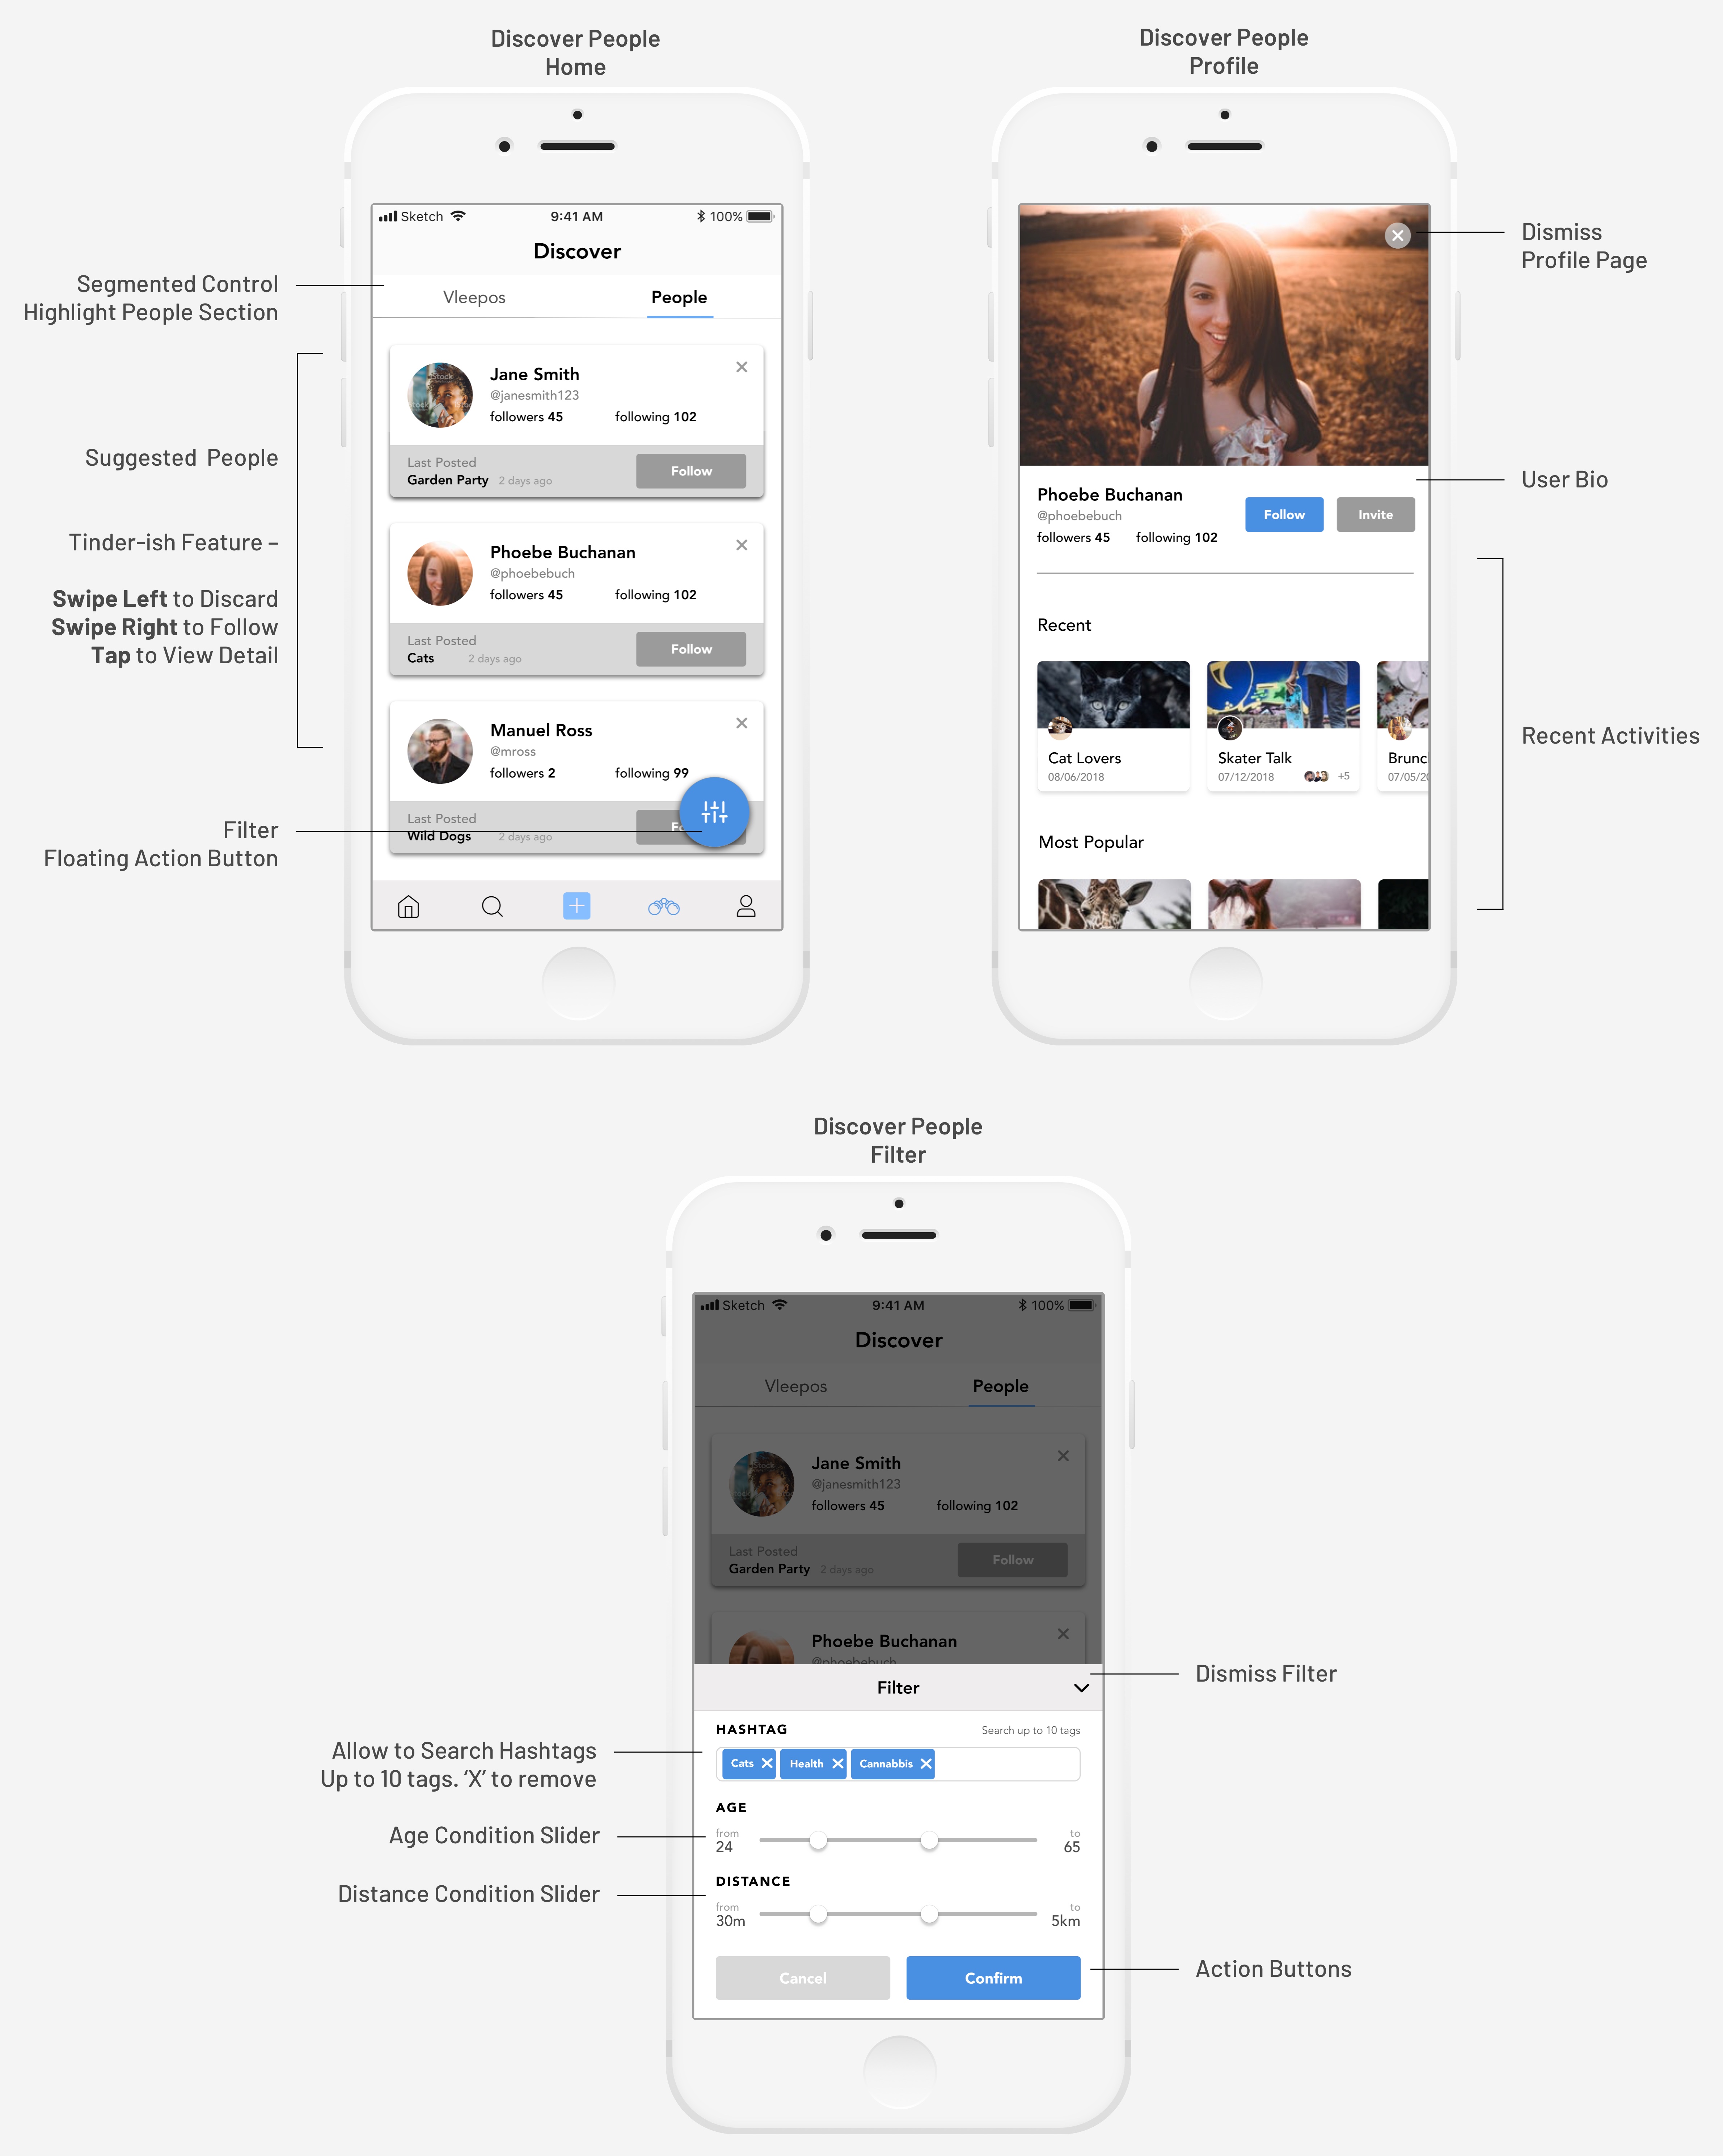 Discover People
Home
Segmented Control
Highlight People Section
Suggested People
Tinder-ish Feature –
Swipe Left to Discard
Swipe Right to Follow
Tap to View Detail
Filter
Floating Action Button
Sketch 9:41 AM 100%
Discover
Vleepos People
Jane Smith
@janesmith123
followers 45 following 102
Last Posted
Garden Party 2 days ago
Follow
Phoebe Buchanan
@phoebebuch
followers 45 following 102
Last Posted
Cats 2 days ago
Follow
Manuel Ross
@mross
followers 2 following 99
Last Posted
Wild Dogs 2 days ago
Discover People
Profile
Dismiss
Profile Page
User Bio
Recent Activities
Phoebe Buchanan
@phoebebuch
followers 45 following 102
Follow Invite
Recent
Cat Lovers
08/06/2018
Skater Talk
07/12/2018 +5
Brunc
07/05/20
Most Popular
Discover People
Filter
Sketch 9:41 AM 100%
Discover
Vleepos People
Jane Smith
@janesmith123
followers 45 following 102
Last Posted
Garden Party 2 days ago
Follow
Phoebe Buchanan
@phoebebuch
Filter
Dismiss Filter
HASHTAG Search up to 10 tags
Cats Health Cannabbis
Allow to Search Hashtags
Up to 10 tags. ‘X’ to remove
AGE
from to
24 65
Age Condition Slider
DISTANCE
from to
30m 5km
Distance Condition Slider
Cancel Confirm
Action Buttons